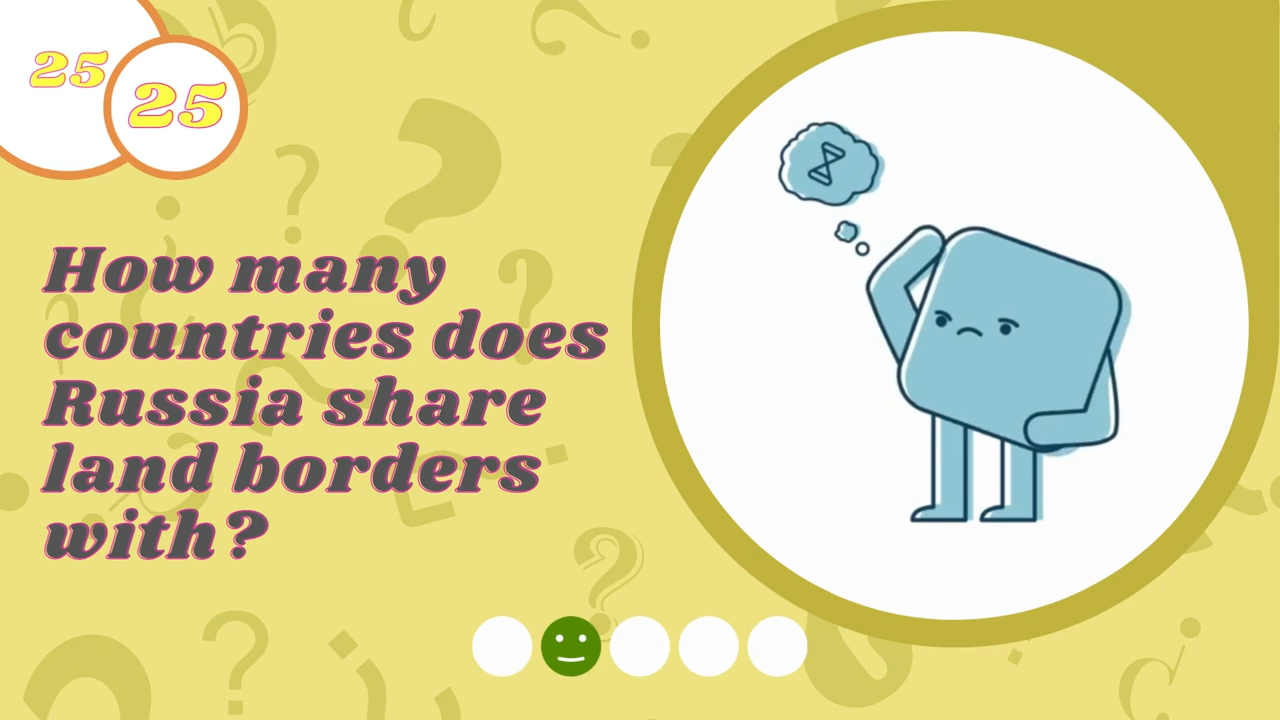 25
25
How many
countries does
Russia share
land borders
with?